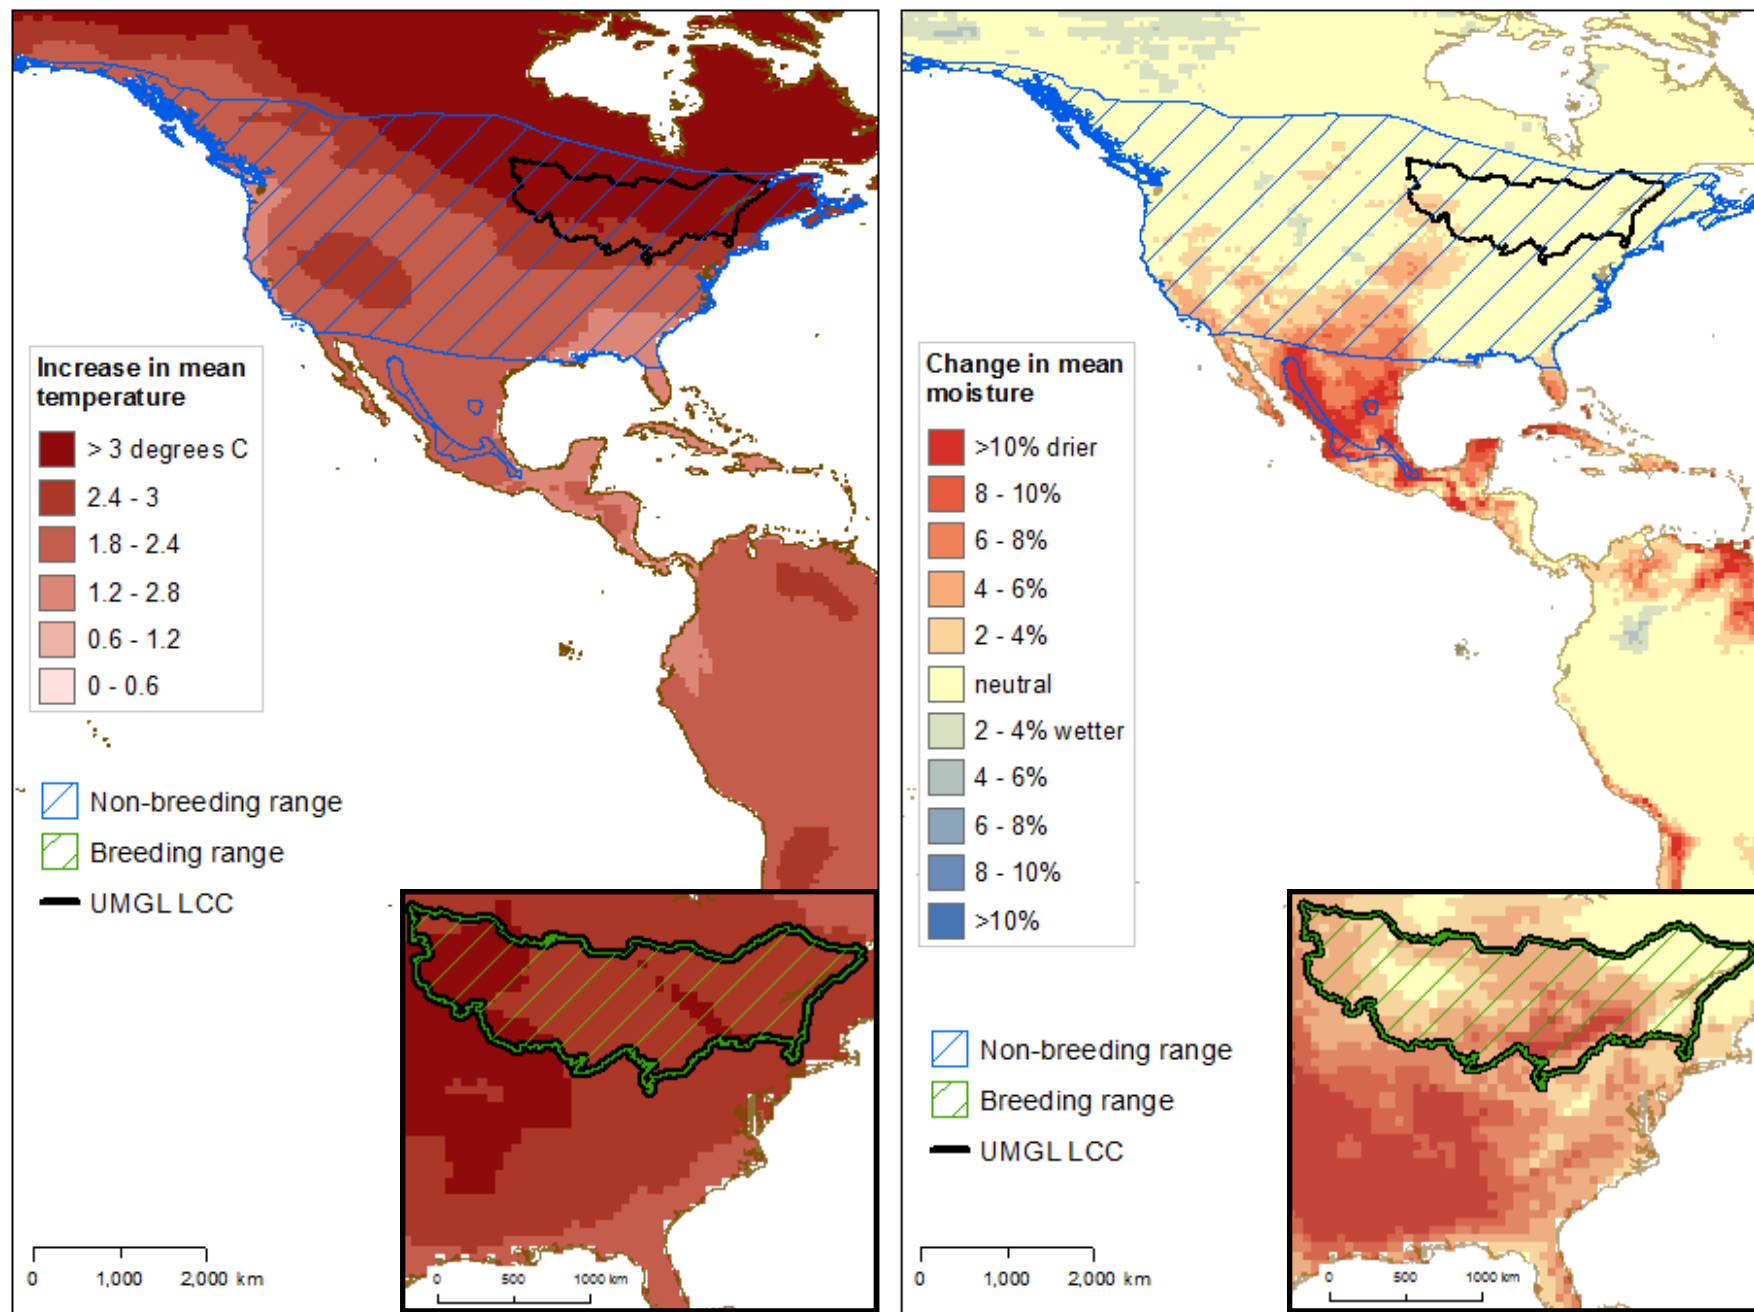 Increase in mean
temperature
> 3 degrees C
2.4 - 3
1.8 - 2.4
1.2 - 2.8
0.6 - 1.2
0 - 0.6
Non-breeding range
Breeding range
UMGL LCC
0 1,000 2,000 km
0 500 1000 km
Change in mean
moisture
>10% drier
8 - 10%
6 - 8%
4 - 6%
2 - 4%
neutral
2 - 4% wetter
4 - 6%
6 - 8%
8 - 10%
>10%
Non-breeding range
Breeding range
UMGL LCC
0 1,000 2,000 km
0 500 1000 km